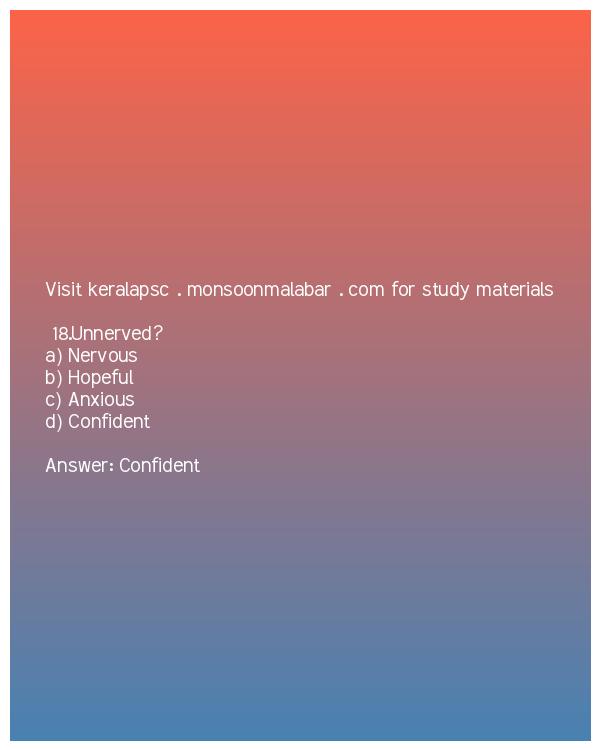 Visit keralapsc . monsoonmalabar . com for study materials
18.Unnerved?
a) Nervous
b) Hopeful
c) Anxious
d) Confident
Answer: Confident